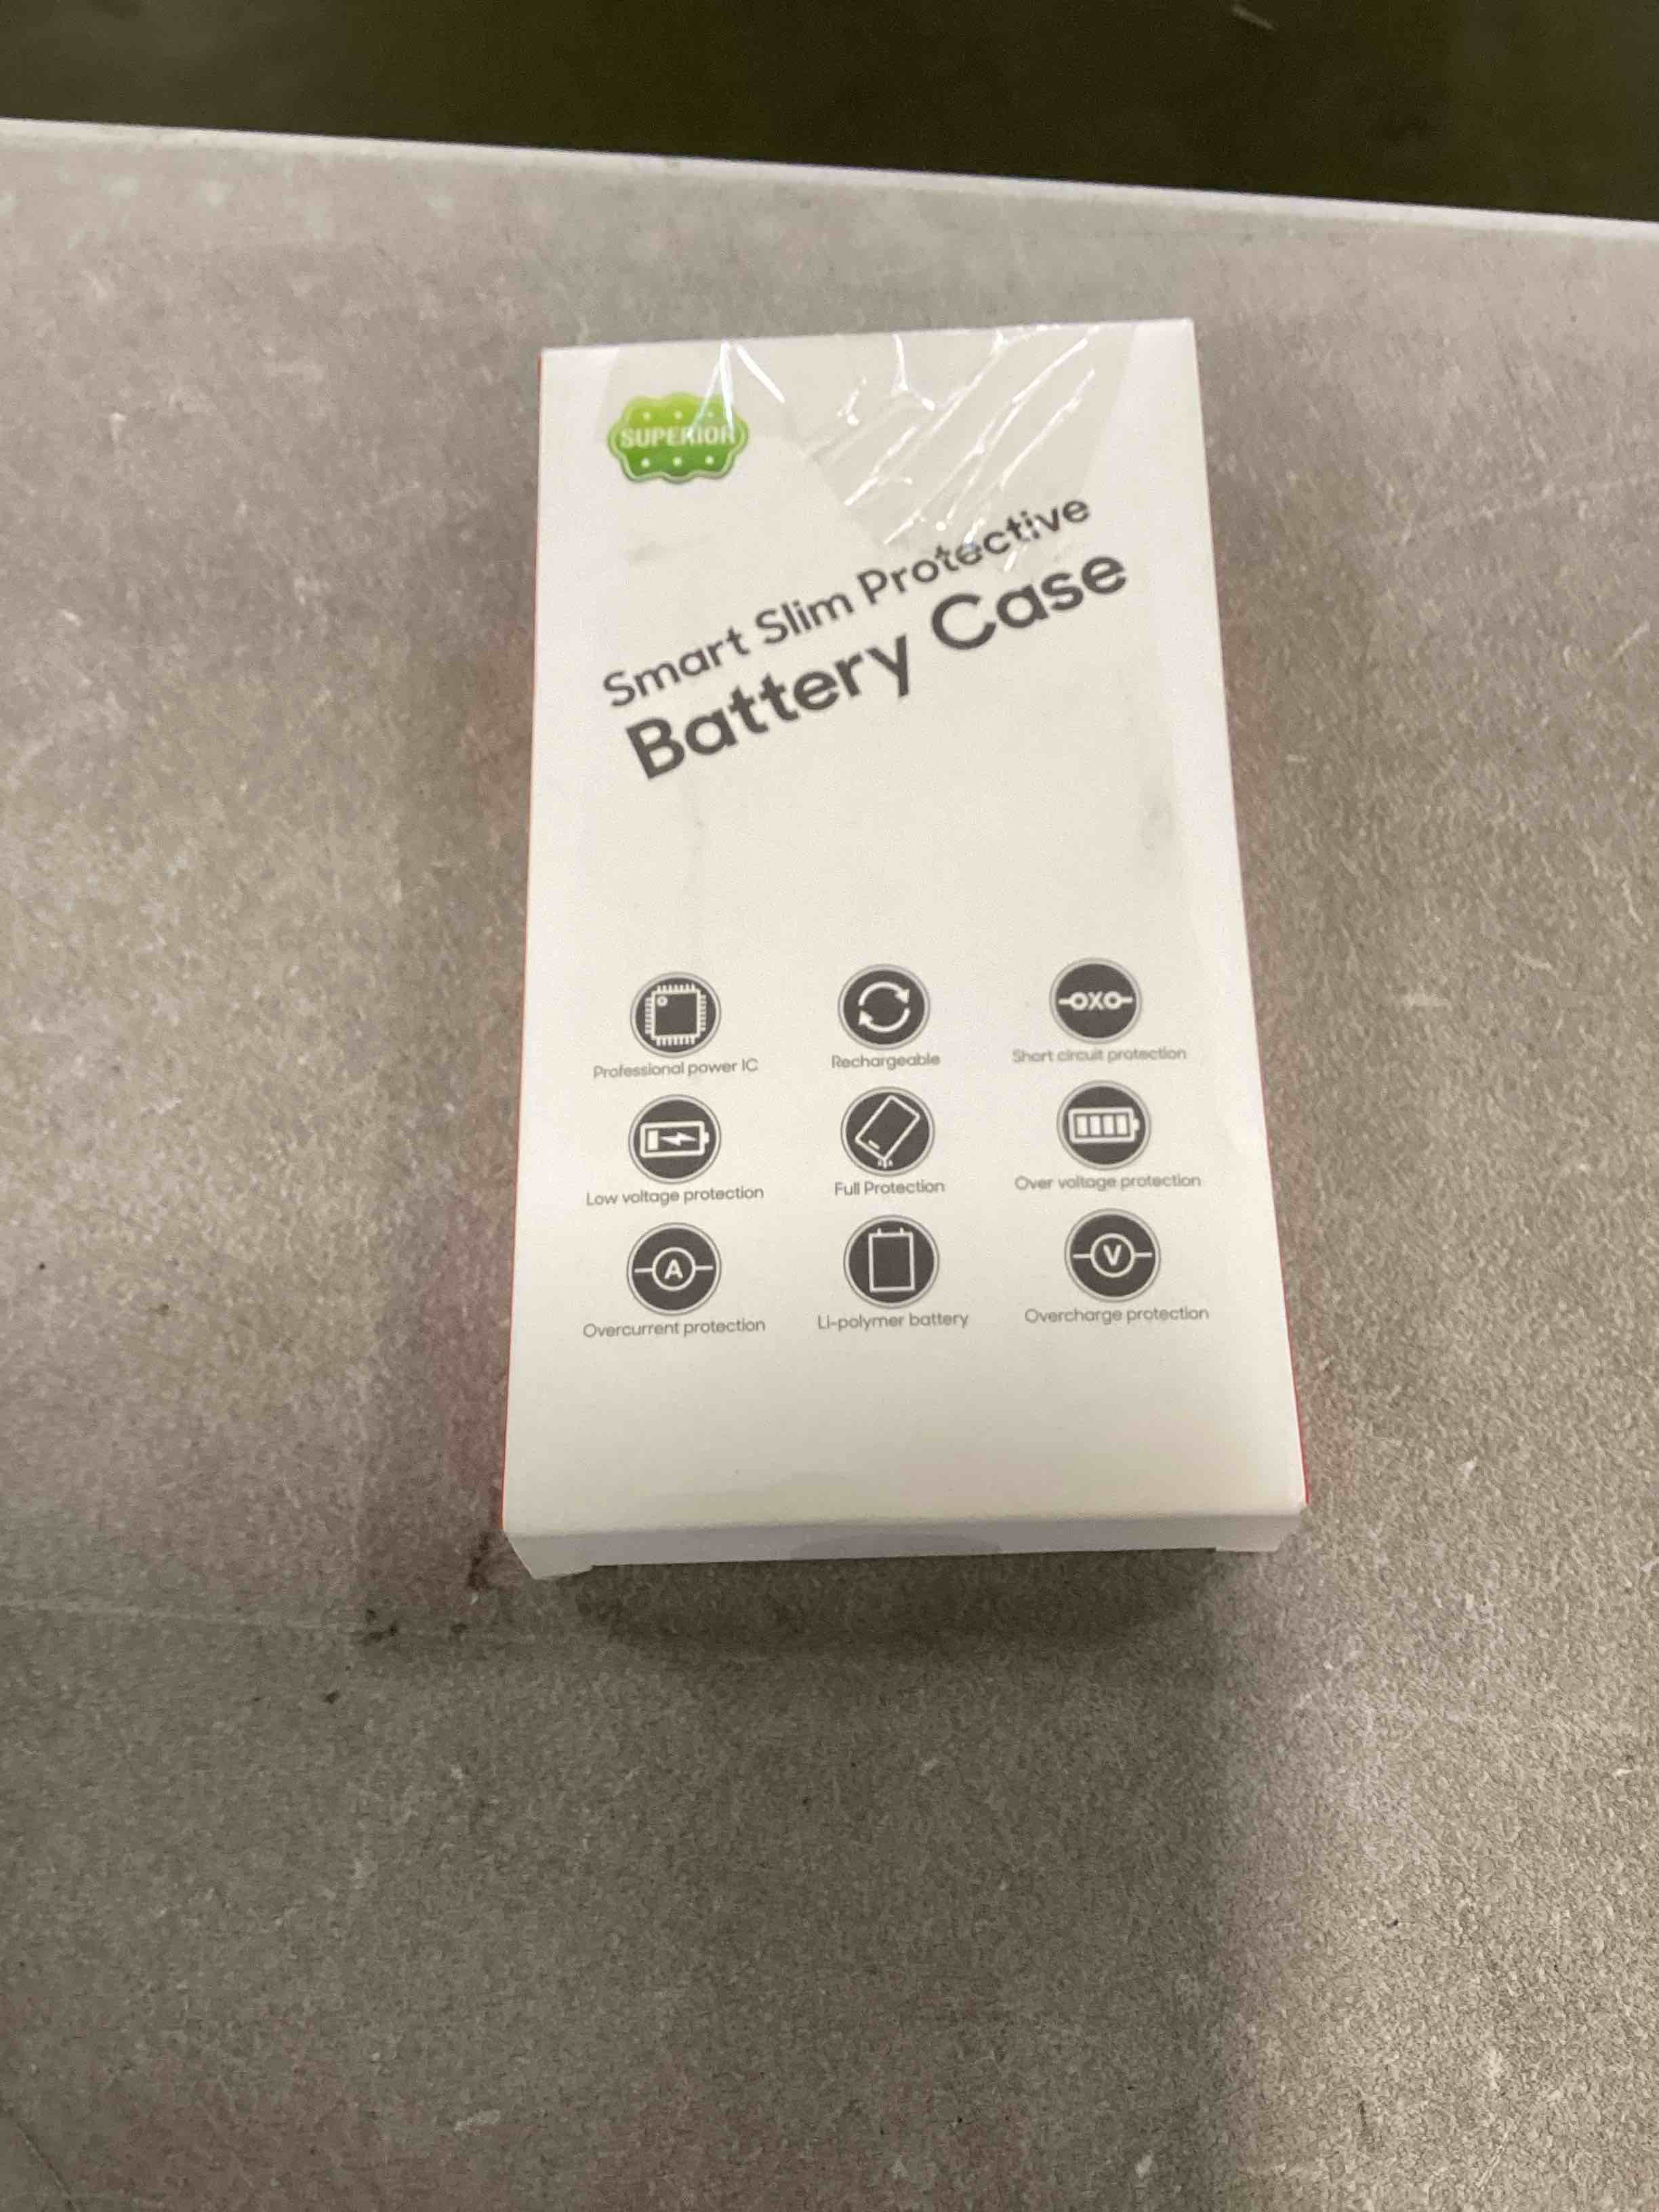 SUPERIOR
Smart Slim Protective
Battery Case
Professional power IC
Rechargeable
Short circuit protection
Low voltage protection
Full Protection
Over voltage protection
A
V
Overcurrent protection
Li-polymer battery
Overcharge protection